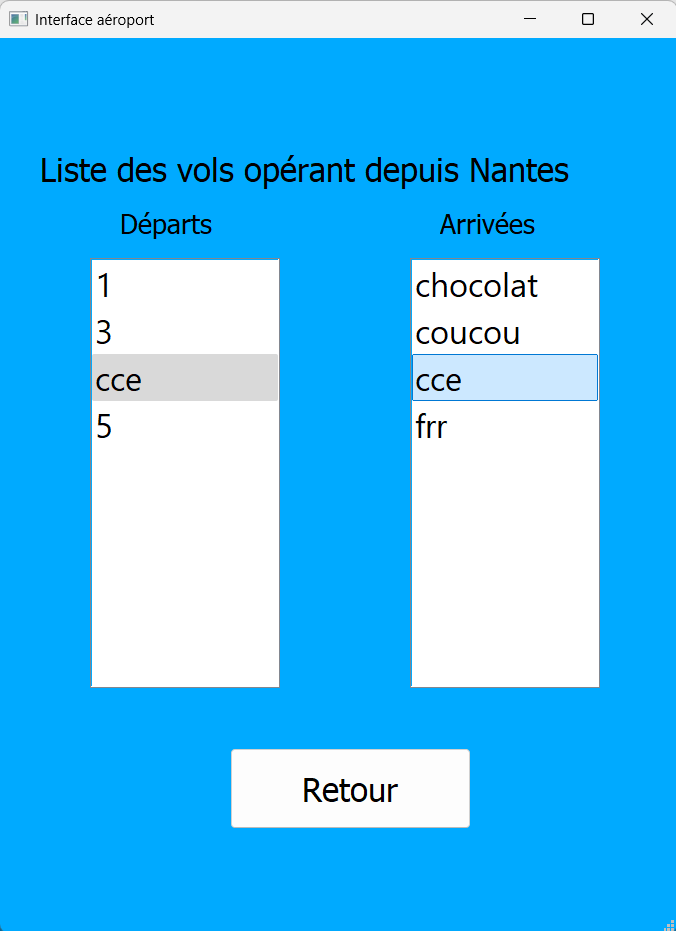 Interface aéroport
Liste des vols opérant depuis Nantes
Départs
Arrivées
1
3
cce
5
chocolat
coucou
cce
frr
Retour